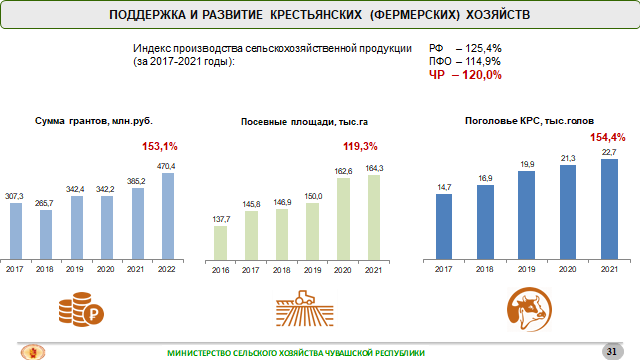 ПОДДЕРЖКА И РАЗВИТИЕ КРЕСТЬЯНСКИХ (ФЕРМЕРСКИХ) ХОЗЯЙСТВ
Индекс производства сельскохозяйственной продукции
(за 2017-2021 годы):
РФ – 125,4%
ПФО – 114,9%
ЧР – 120,0%
Сумма грантов, млн.руб.
153,1%
307,3 265,7 342,4 342,2 385,2 470,4
2017 2018 2019 2020 2021 2022
Посевные площади, тыс.га
119,3%
137,7 145,8 146,9 150,0 162,6 164,3
2016 2017 2018 2019 2020 2021
Поголовье КРС, тыс.голов
154,4%
14,7 16,9 19,9 21,3 22,7
2017 2018 2019 2020 2021
МИНИСТЕРСТВО СЕЛЬСКОГО ХОЗЯЙСТВА ЧУВАШСКОЙ РЕСПУБЛИКИ
31